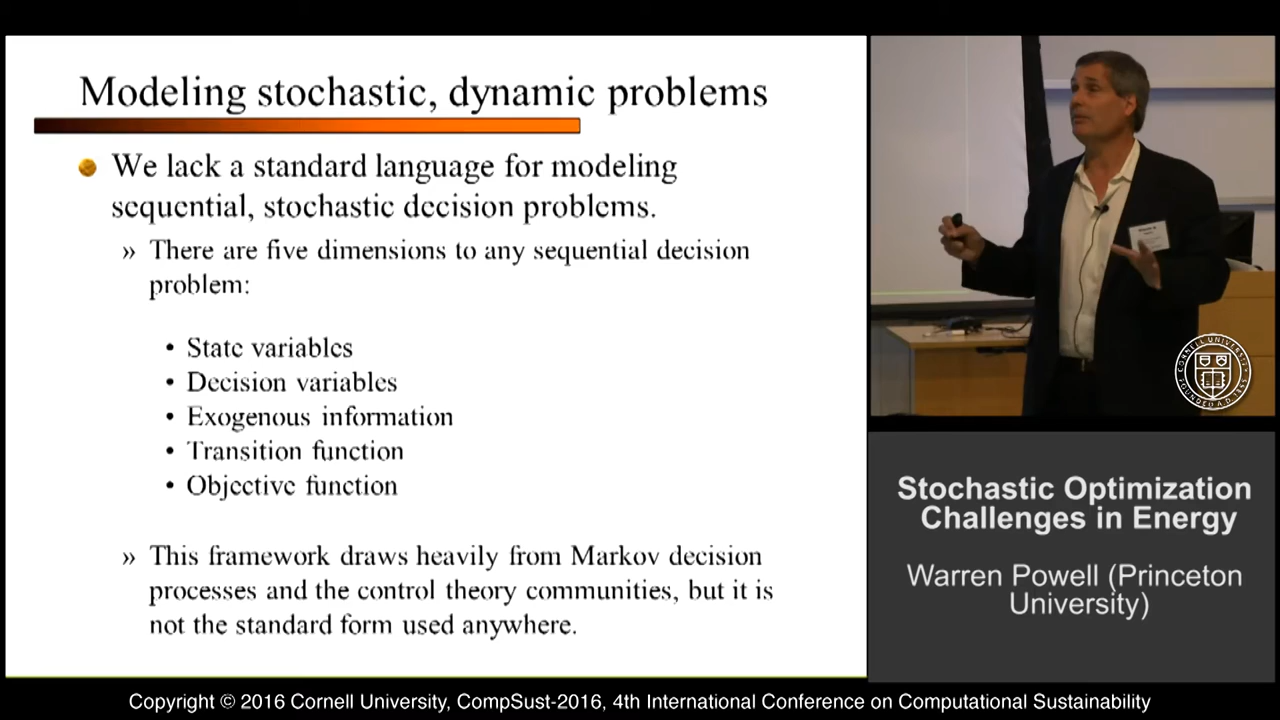 Modeling stochastic, dynamic problems
We lack a standard language for modeling
sequential, stochastic decision problems.
» There are five dimensions to any sequential decision
problem:
• State variables
• Decision variables
• Exogenous information
• Transition function
• Objective function
» This framework draws heavily from Markov decision
processes and the control theory communities, but it is
not the standard form used anywhere.
CORNELL UNIVERSITY
FOUNDED A.D. 1865
Stochastic Optimization
Challenges in Energy
Warren Powell (Princeton
University)
Copyright © 2016 Cornell University, CompSust-2016, 4th International Conference on Computational Sustainability